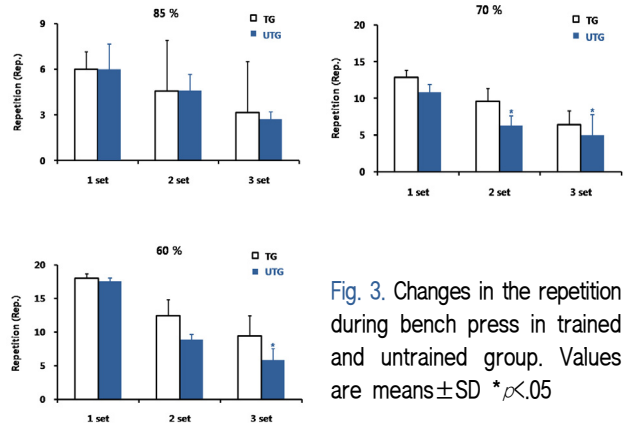 85 %
TG
UTG
Repetition (Rep.)
9
6
3
0
1 set 2 set 3 set
70 %
TG
UTG
Repetition (Rep.)
20
15
10
5
0
* *
1 set 2 set 3 set
60 %
TG
UTG
Repetition (Rep.)
20
15
10
5
0
*
1 set 2 set 3 set
Fig. 3. Changes in the repetition
during bench press in trained
and untrained group. Values
are means±SD *p<.05